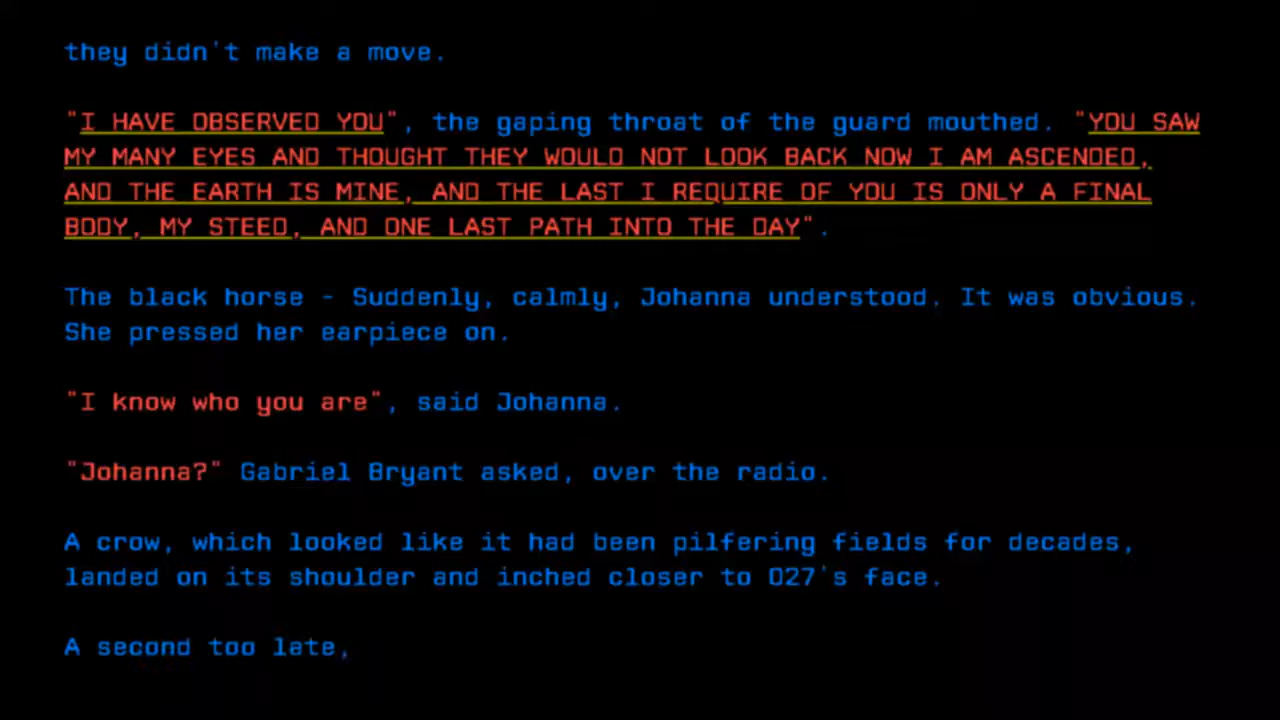 they didn't make a move.
"I HAVE OBSERVED YOU", the gaping throat of the guard mouthed. "YOU SAW
MY MANY EYES AND THOUGHT THEY WOULD NOT LOOK BACK NOW I AM ASCENDED,
AND THE EARTH IS MINE, AND THE LAST I REQUIRE OF YOU IS ONLY A FINAL
BODY, MY STEED, AND ONE LAST PATH INTO THE DAY".
The black horse - Suddenly, calmly, Johanna understood. It was obvious.
She pressed her earpiece on.
"I know who you are", said Johanna.
"Johanna?" Gabriel Bryant asked, over the radio.
A crow, which looked like it had been pilfering fields for decades,
landed on its shoulder and inched closer to 027's face.
A second too late,